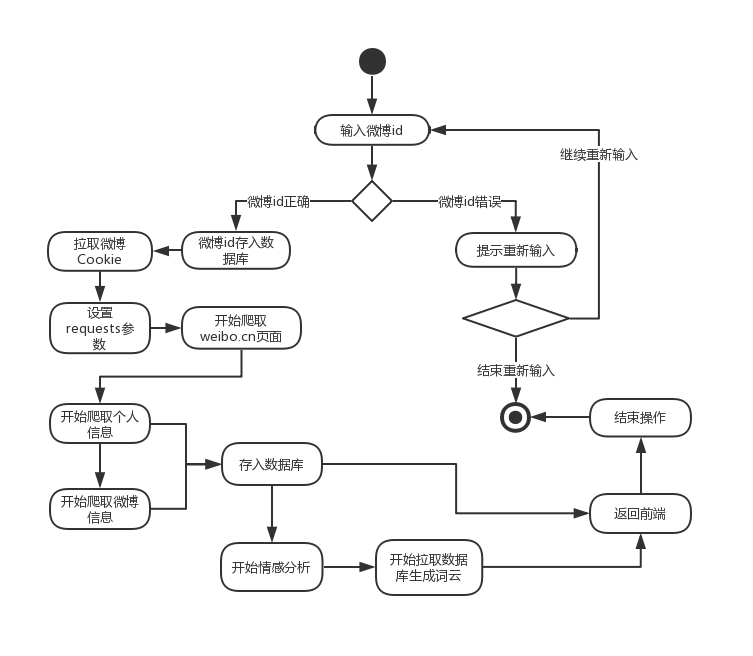 输入微博id
继续重新输入
微博id正确
微博id错误
拉取微博
Cookie
微博id存入数
据库
提示重新输入
设置
requests参
数
开始爬取
weibo.cn页面
结束重新输入
开始爬取个人
信息
结束操作
存入数据库
开始爬取微博
信息
返回前端
开始情感分析
开始拉取数据
库生成词云